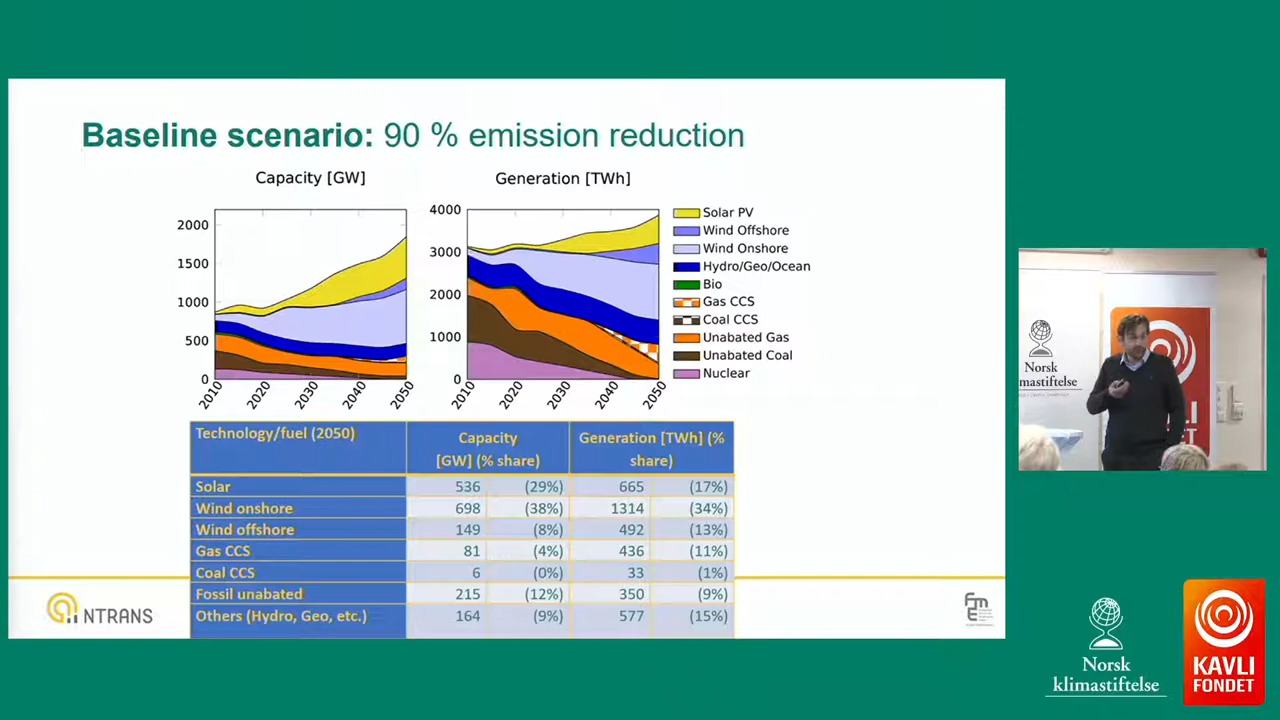 Baseline scenario: 90 % emission reduction
Capacity [GW]
2000
1500
1000
500
0
2010
2020
2030
2040
2050
Generation [TWh]
4000
3000
2000
1000
0
2010
2020
2030
2040
2050
Solar PV
Wind Offshore
Wind Onshore
Hydro/Geo/Ocean
Bio
Gas CCS
Coal CCS
Unabated Gas
Unabated Coal
Nuclear
Technology/fuel (2050) Capacity [GW] (% share) Generation [TWh] (% share)
Solar 536 (29%) 665 (17%)
Wind onshore 698 (38%) 1314 (34%)
Wind offshore 149 (8%) 492 (13%)
Gas CCS 81 (4%) 436 (11%)
Coal CCS 6 (0%) 33 (1%)
Fossil unabated 215 (12%) 350 (9%)
Others (Hydro, Geo, etc.) 164 (9%) 577 (15%)
NTRANS
FME
Norsk
mastiftelse
ET
Norsk
klimastiftelse
KAVLI
FONDET